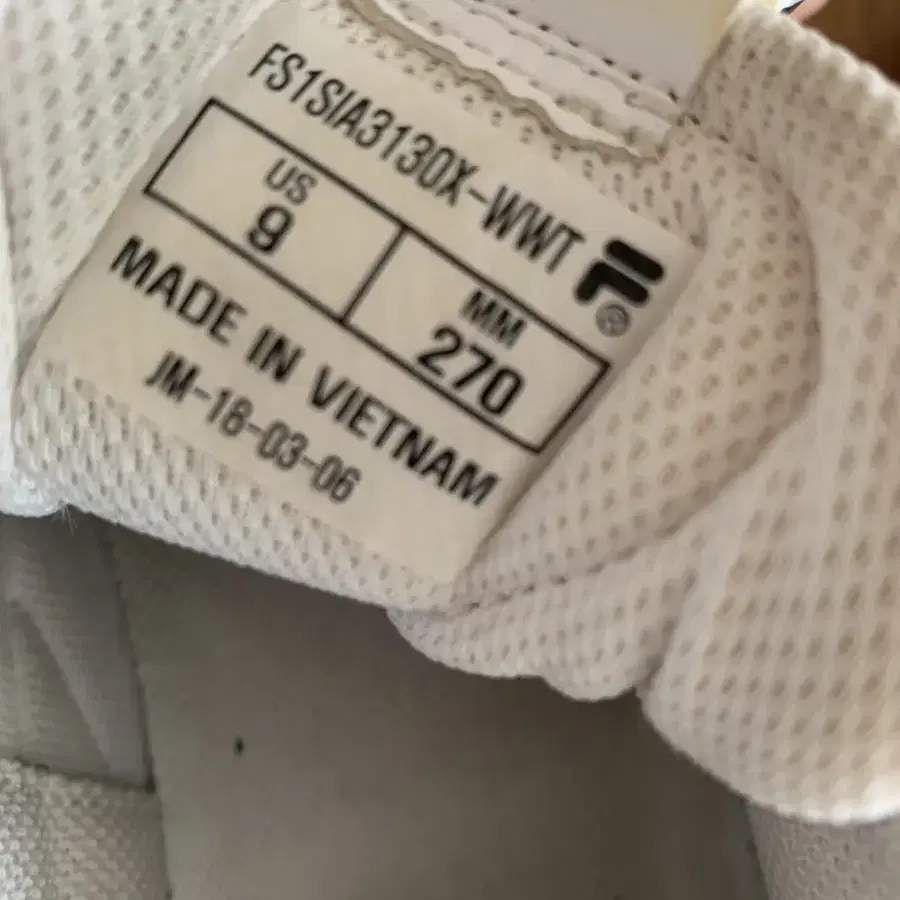 FS1SIA3130X-WWT
US
9
MM
270
MADE IN VIETNAM
JM-18-03-06